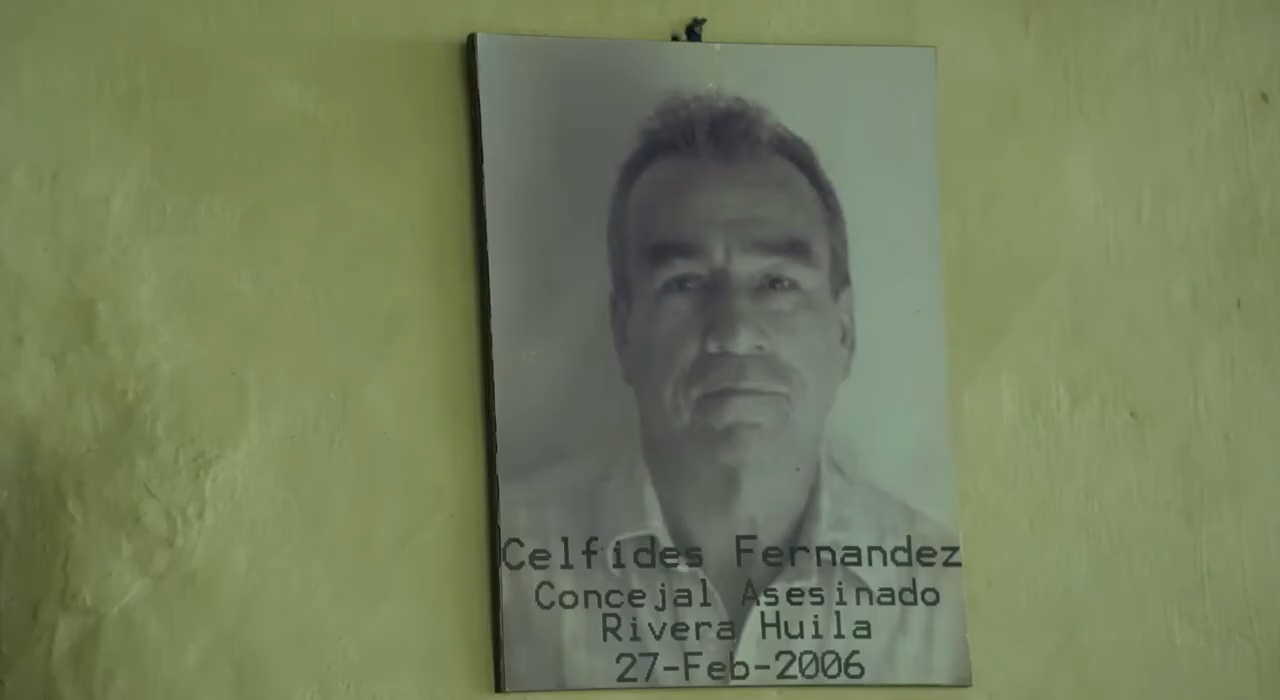 Celfides Fernandez
Concejal Asesinado
Rivera Huila
27-Feb-2006